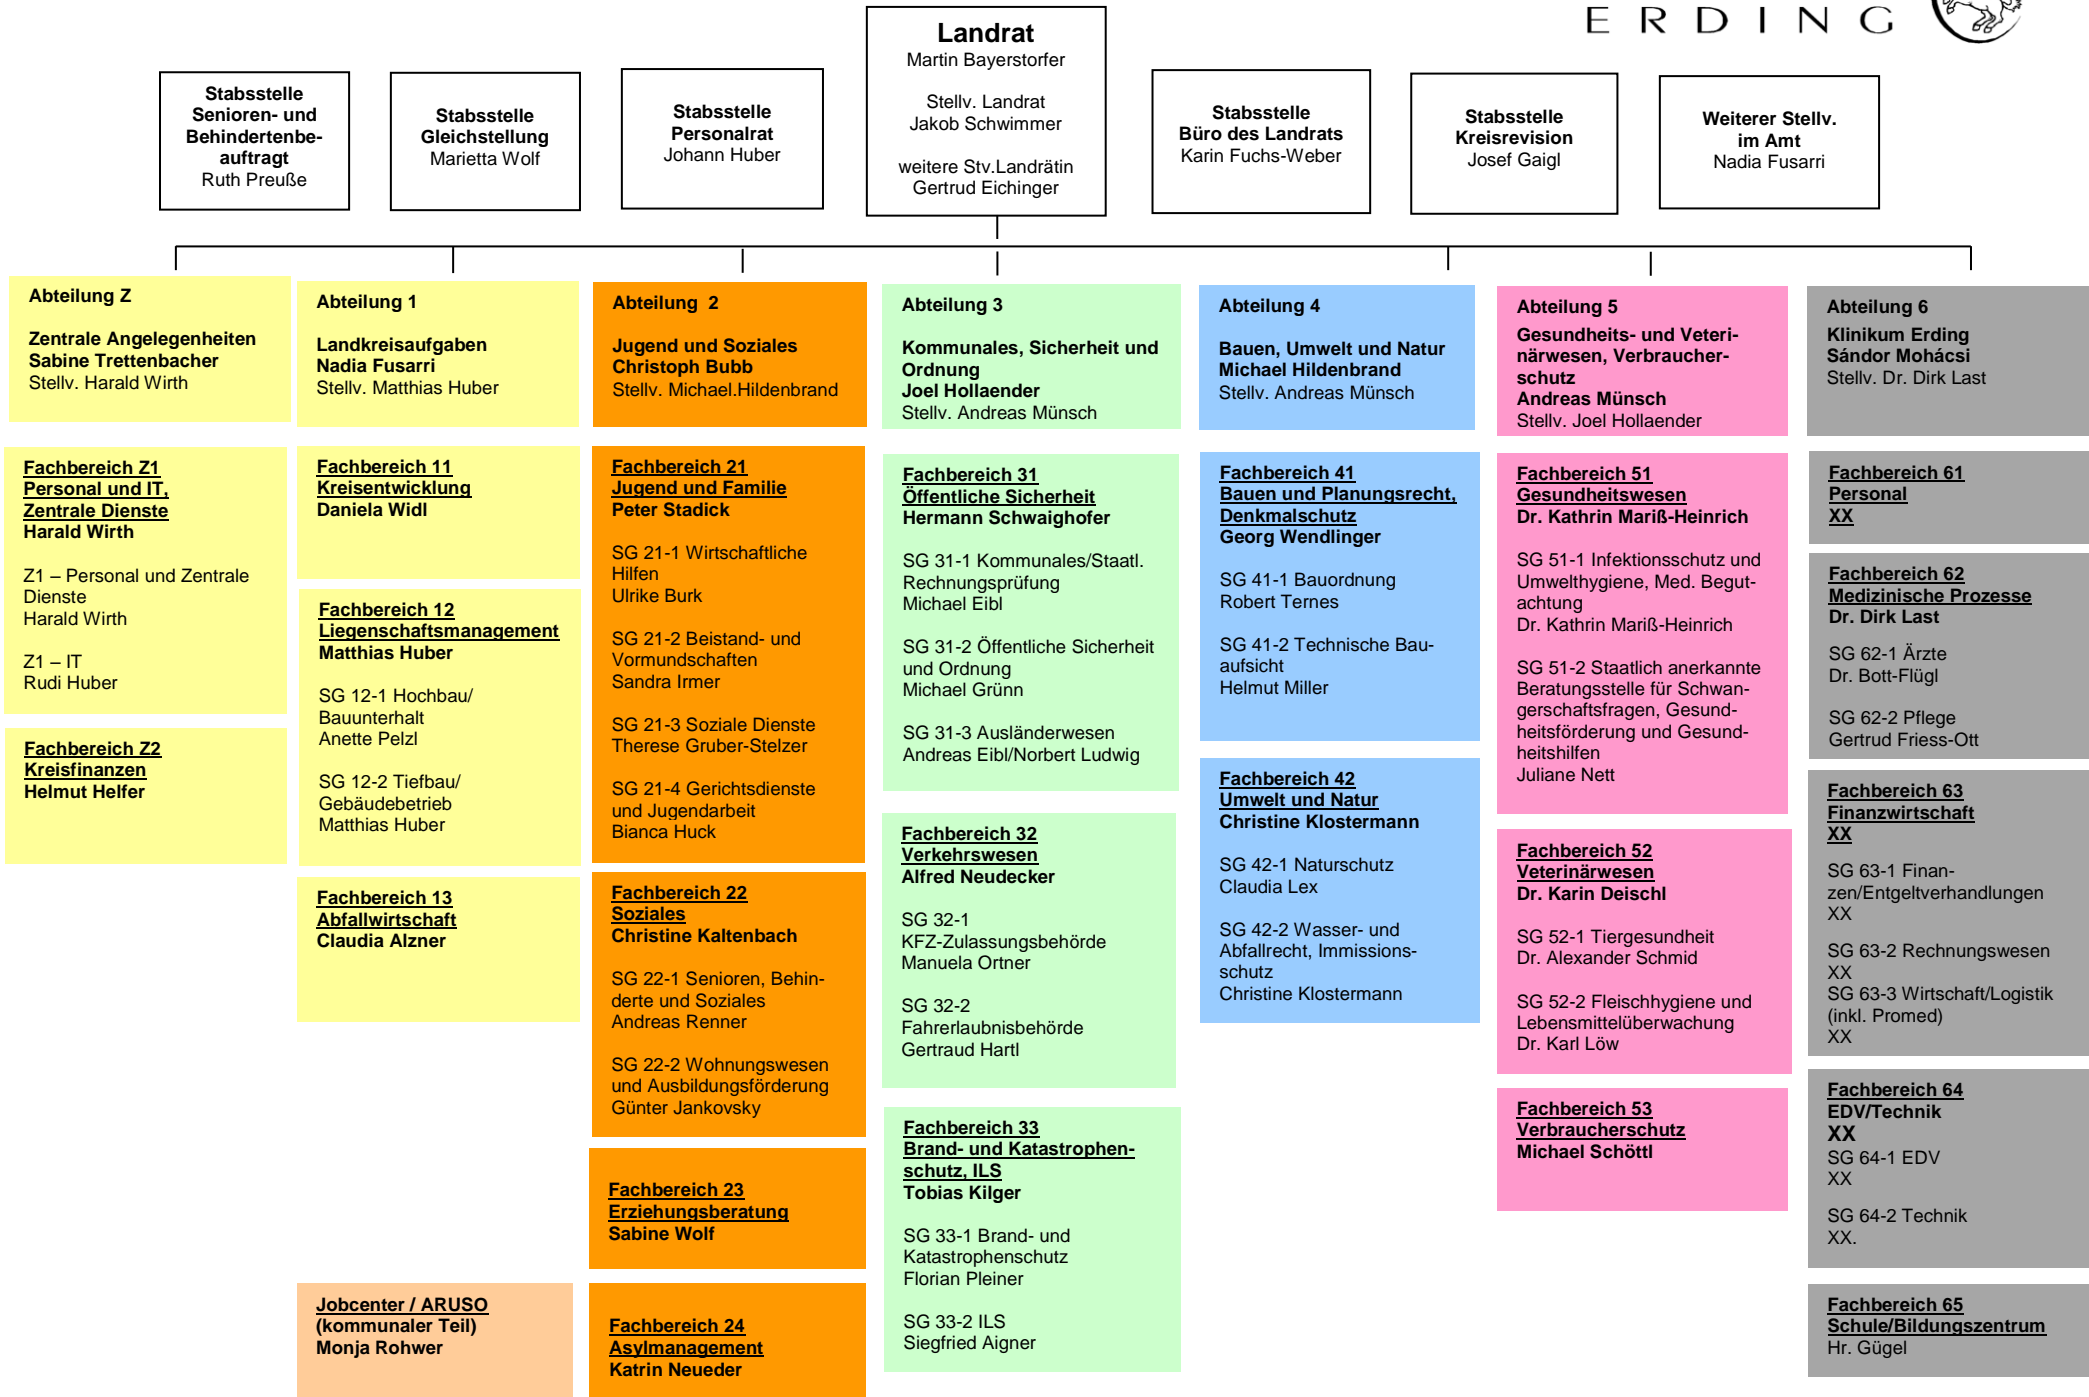 ERDING
Landrat
Martin Bayerstorfer
Stellv. Landrat
Jakob Schwimmer
weitere Stv.Landrätin
Gertrud Eichinger
Stabsstelle
Senioren- und
Behindertenbe-
auftragt
Ruth Preuße
Stabsstelle
Gleichstellung
Marietta Wolf
Stabsstelle
Personalrat
Johann Huber
Stabsstelle
Büro des Landrats
Karin Fuchs-Weber
Stabsstelle
Kreisrevision
Josef Gaigl
Weiterer Stellv.
im Amt
Nadia Fusarri
Abteilung Z
Zentrale Angelegenheiten
Sabine Trettenbacher
Stellv. Harald Wirth
Fachbereich Z1
Personal und IT,
Zentrale Dienste
Harald Wirth
Z1 – Personal und Zentrale
Dienste
Harald Wirth
Z1 – IT
Rudi Huber
Fachbereich Z2
Kreisfinanzen
Helmut Helfer
Abteilung 1
Landkreisaufgaben
Nadia Fusarri
Stellv. Matthias Huber
Fachbereich 11
Kreisentwicklung
Daniela Widl
Fachbereich 12
Liegenschaftsmanagement
Matthias Huber
SG 12-1 Hochbau/
Bauunterhalt
Anette Pelzl
SG 12-2 Tiefbau/
Gebäudebetrieb
Matthias Huber
Fachbereich 13
Abfallwirtschaft
Claudia Alzner
Jobcenter / ARUSO
(kommunaler Teil)
Monja Rohwer
Abteilung 2
Jugend und Soziales
Christoph Bubb
Stellv. Michael.Hildenbrand
Fachbereich 21
Jugend und Familie
Peter Stadick
SG 21-1 Wirtschaftliche
Hilfen
Ulrike Burk
SG 21-2 Beistand- und
Vormundschaften
Sandra Irmer
SG 21-3 Soziale Dienste
Therese Gruber-Stelzer
SG 21-4 Gerichtsdienste
und Jugendarbeit
Bianca Huck
Fachbereich 22
Soziales
Christine Kaltenbach
SG 22-1 Senioren, Behin-
derte und Soziales
Andreas Renner
SG 22-2 Wohnungswesen
und Ausbildungsförderung
Günter Jankovsky
Fachbereich 23
Erziehungsberatung
Sabine Wolf
Fachbereich 24
Asylmanagement
Katrin Neueder
Abteilung 3
Kommunales, Sicherheit und
Ordnung
Joel Hollaender
Stellv. Andreas Münsch
Fachbereich 31
Öffentliche Sicherheit
Hermann Schwaighofer
SG 31-1 Kommunales/Staatl.
Rechnungsprüfung
Michael Eibl
SG 31-2 Öffentliche Sicherheit
und Ordnung
Michael Grünn
SG 31-3 Ausländerwesen
Andreas Eibl/Norbert Ludwig
Fachbereich 32
Verkehrswesen
Alfred Neudecker
SG 32-1
KFZ-Zulassungsbehörde
Manuela Ortner
SG 32-2
Fahrerlaubnisbehörde
Gertraud Hartl
Fachbereich 33
Brand- und Katastrophen-
schutz, ILS
Tobias Kilger
SG 33-1 Brand- und
Katastrophenschutz
Florian Pleiner
SG 33-2 ILS
Siegfried Aigner
Abteilung 4
Bauen, Umwelt und Natur
Michael Hildenbrand
Stellv. Andreas Münsch
Fachbereich 41
Bauen und Planungsrecht,
Denkmalschutz
Georg Wendlinger
SG 41-1 Bauordnung
Robert Ternes
SG 41-2 Technische Bau-
aufsicht
Helmut Miller
Fachbereich 42
Umwelt und Natur
Christine Klostermann
SG 42-1 Naturschutz
Claudia Lex
SG 42-2 Wasser- und
Abfallrecht, Immissions-
schutz
Christine Klostermann
Abteilung 5
Gesundheits- und Veteri-
närwesen, Verbraucher-
schutz
Andreas Münsch
Stellv. Joel Hollaender
Fachbereich 51
Gesundheitswesen
Dr. Kathrin Mariß-Heinrich
SG 51-1 Infektionsschutz und
Umwelthygiene, Med. Begut-
achtung
Dr. Kathrin Mariß-Heinrich
SG 51-2 Staatlich anerkannte
Beratungsstelle für Schwan-
gerschaftsfragen, Gesund-
heitsförderung und Gesund-
heitshilfen
Juliane Nett
Fachbereich 52
Veterinärwesen
Dr. Karin Deischl
SG 52-1 Tiergesundheit
Dr. Alexander Schmid
SG 52-2 Fleischhygiene und
Lebensmittelüberwachung
Dr. Karl Löw
Fachbereich 53
Verbraucherschutz
Michael Schöttl
Abteilung 6
Klinikum Erding
Sándor Mohácsi
Stellv. Dr. Dirk Last
Fachbereich 61
Personal
XX
Fachbereich 62
Medizinische Prozesse
Dr. Dirk Last
SG 62-1 Ärzte
Dr. Bott-Flügl
SG 62-2 Pflege
Gertrud Friess-Ott
Fachbereich 63
Finanzwirtschaft
XX
SG 63-1 Finan-
zen/Entgeltverhandlungen
XX
SG 63-2 Rechnungswesen
XX
SG 63-3 Wirtschaft/Logistik
(inkl. Promed)
XX
Fachbereich 64
EDV/Technik
XX
SG 64-1 EDV
XX
SG 64-2 Technik
XX.
Fachbereich 65
Schule/Bildungszentrum
Hr. Gügel